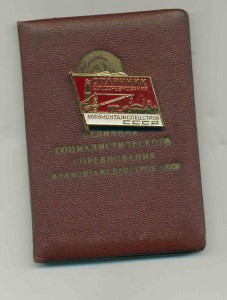 ОТЛИЧНИК
СОЦСОРЕВНОВАНИЯ
МИНМОНТАЖСПЕЦСТРОЙ
СССР
ОТЛИЧНИК
СОЦИАЛИСТИЧЕСКОГО
СОРЕВНОВАНИЯ
МИНМОНТАЖСПЕЦСТРОЯ СССР